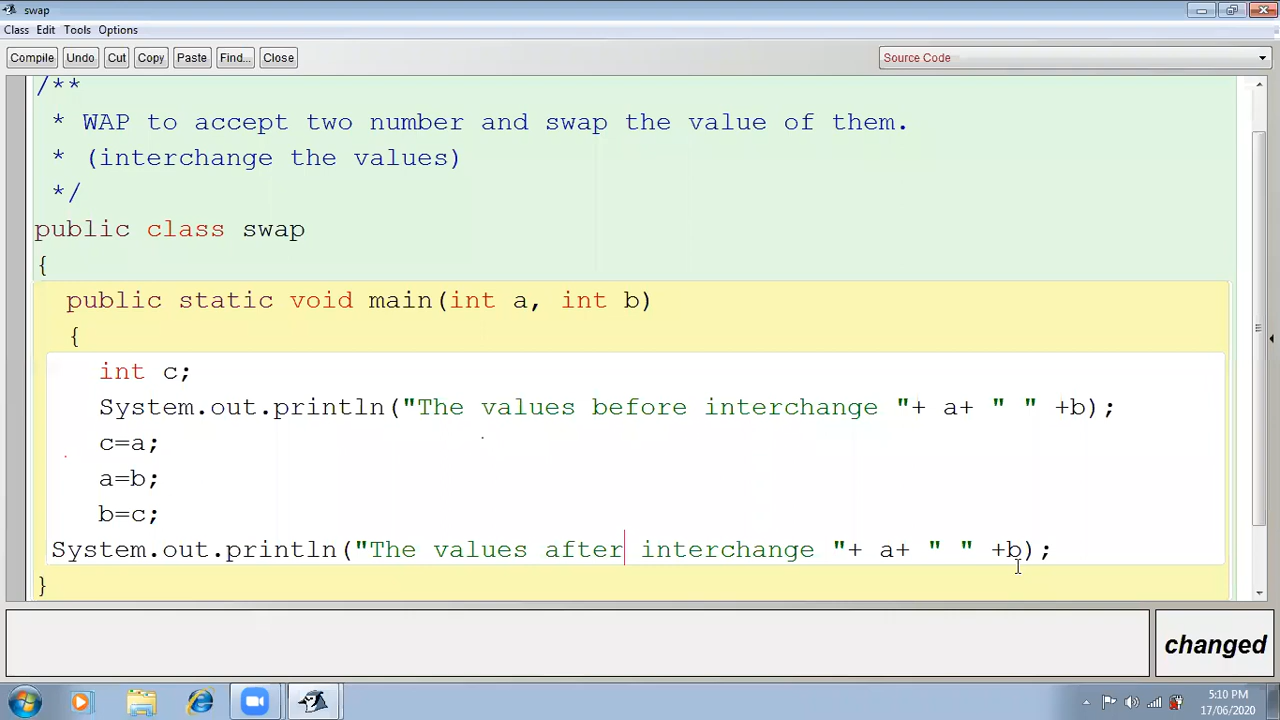 swap
Class Edit Tools Options
Compile Undo Cut Copy Paste Find... Close Source Code
/**
* WAP to accept two number and swap the value of them.
* (interchange the values)
*/
public class swap
{
public static void main(int a, int b)
{
int c;
System.out.println("The values before interchange "+ a+ " " +b);
c=a;
a=b;
b=c;
System.out.println("The values after interchange "+ a+ " " +b);
}
changed
5:10 PM
17/06/2020